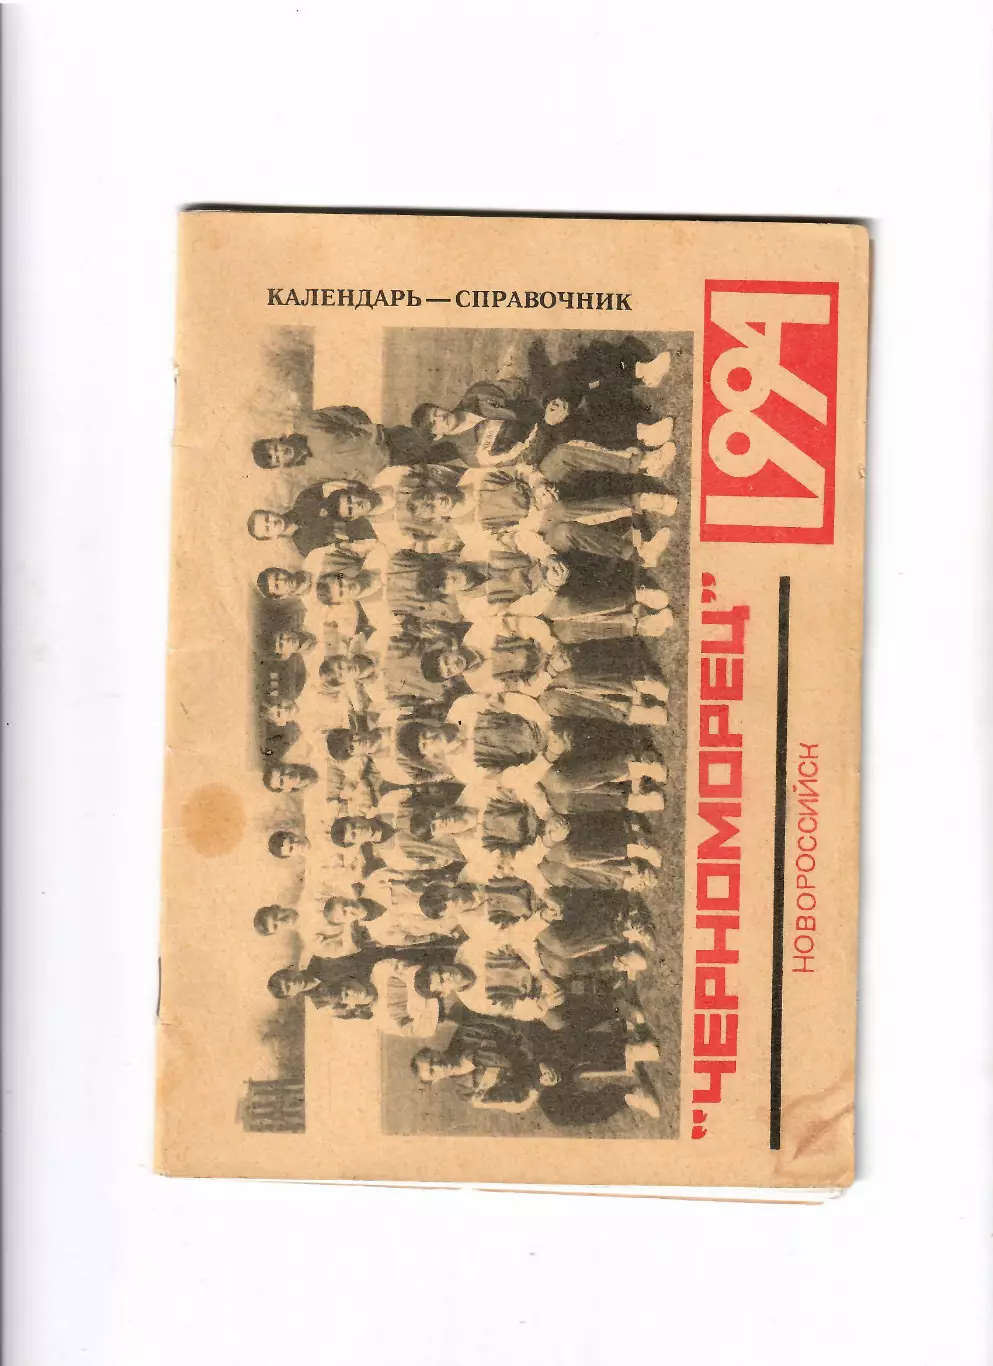 КАЛЕНДАРЬ — СПРАВОЧНИК
1994
"ЧЕРНОМОРЕЦ"
НОВОРОССИЙСК